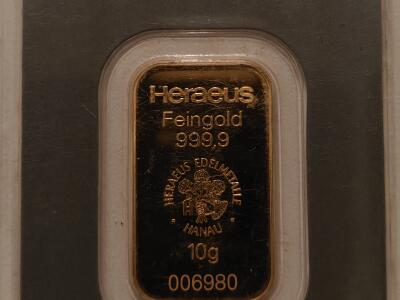 Heraeus
Feingold
999,9
HERAEUS EDELMETALLE
HANAU
10g
006980